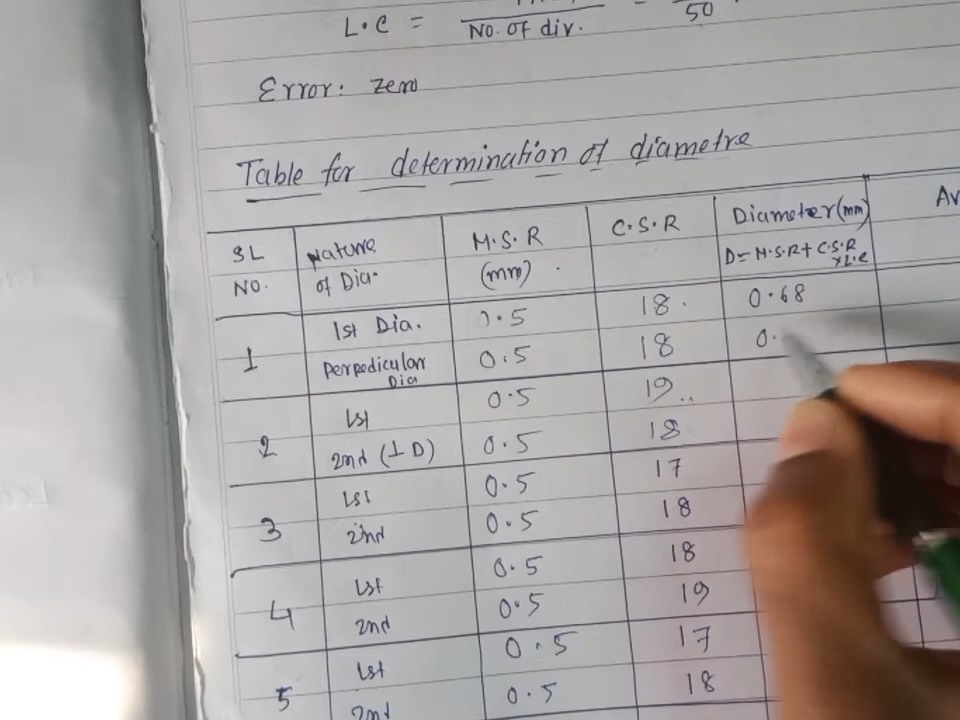 L.C = No. of div. = 50
Error: Zero
Table for determination of diametre
SL NO. Nature of Dia. M.S.R (mm) C.S.R Diameter(mm) D=M.S.R+C.S.R ×L.C
1 1st Dia. 0.5 18 0.68
perpedicular Dia 0.5 18 0.
2 1st 0.5 19
2nd (⊥ D) 0.5 18
3 1st 0.5 17
2nd 0.5 18
4 1st 0.5 18
2nd 0.5 19
5 1st 0.5 17
2nd 0.5 18